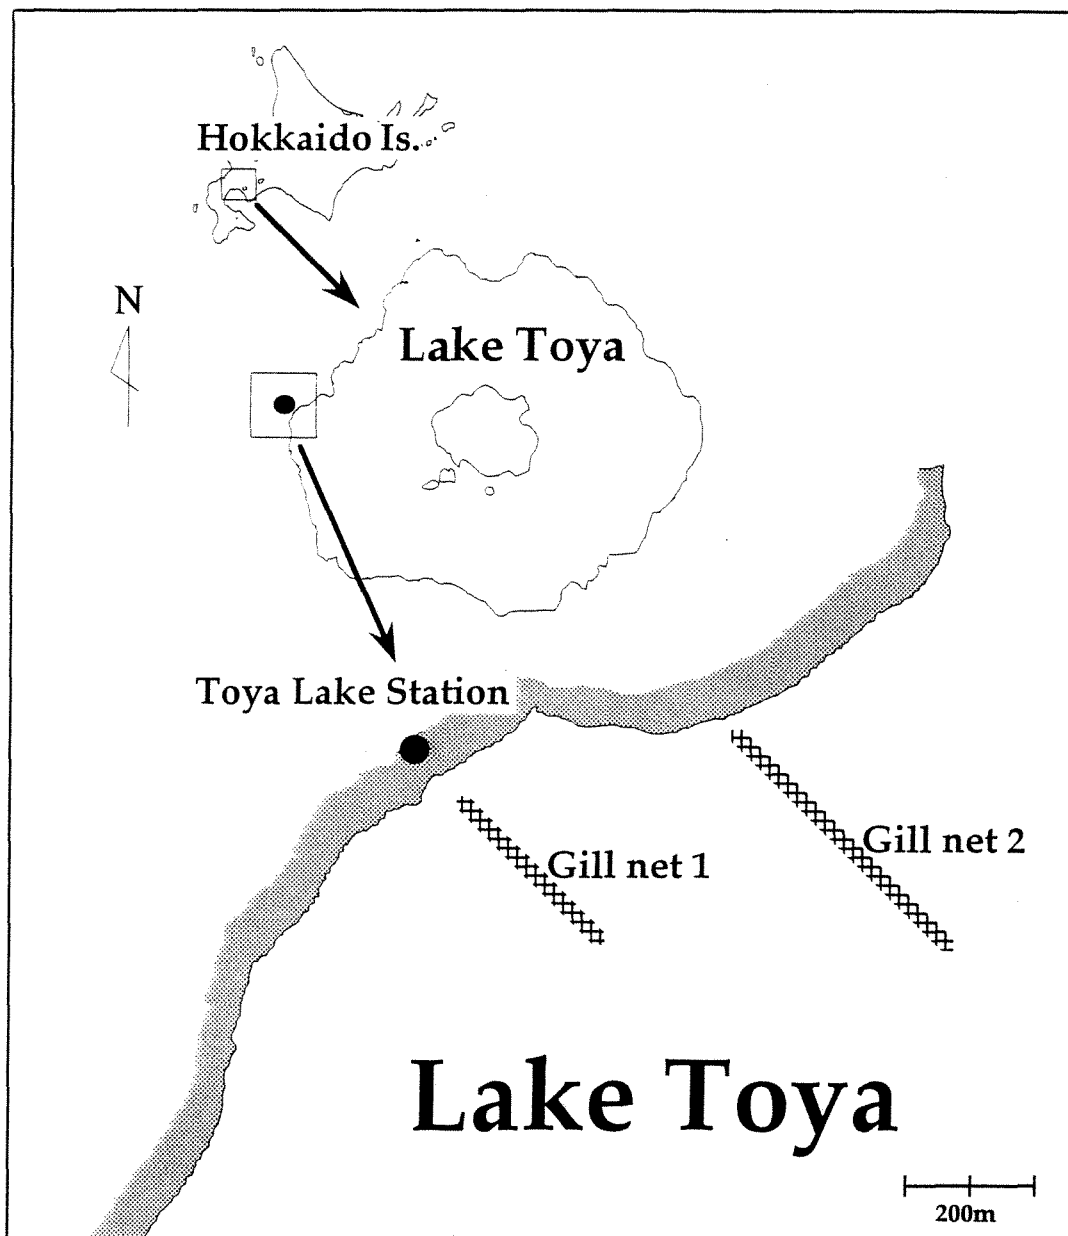 Hokkaido Is.
N
Lake Toya
Toya Lake Station
Gill net 2
Gill net 1
Lake Toya
200m